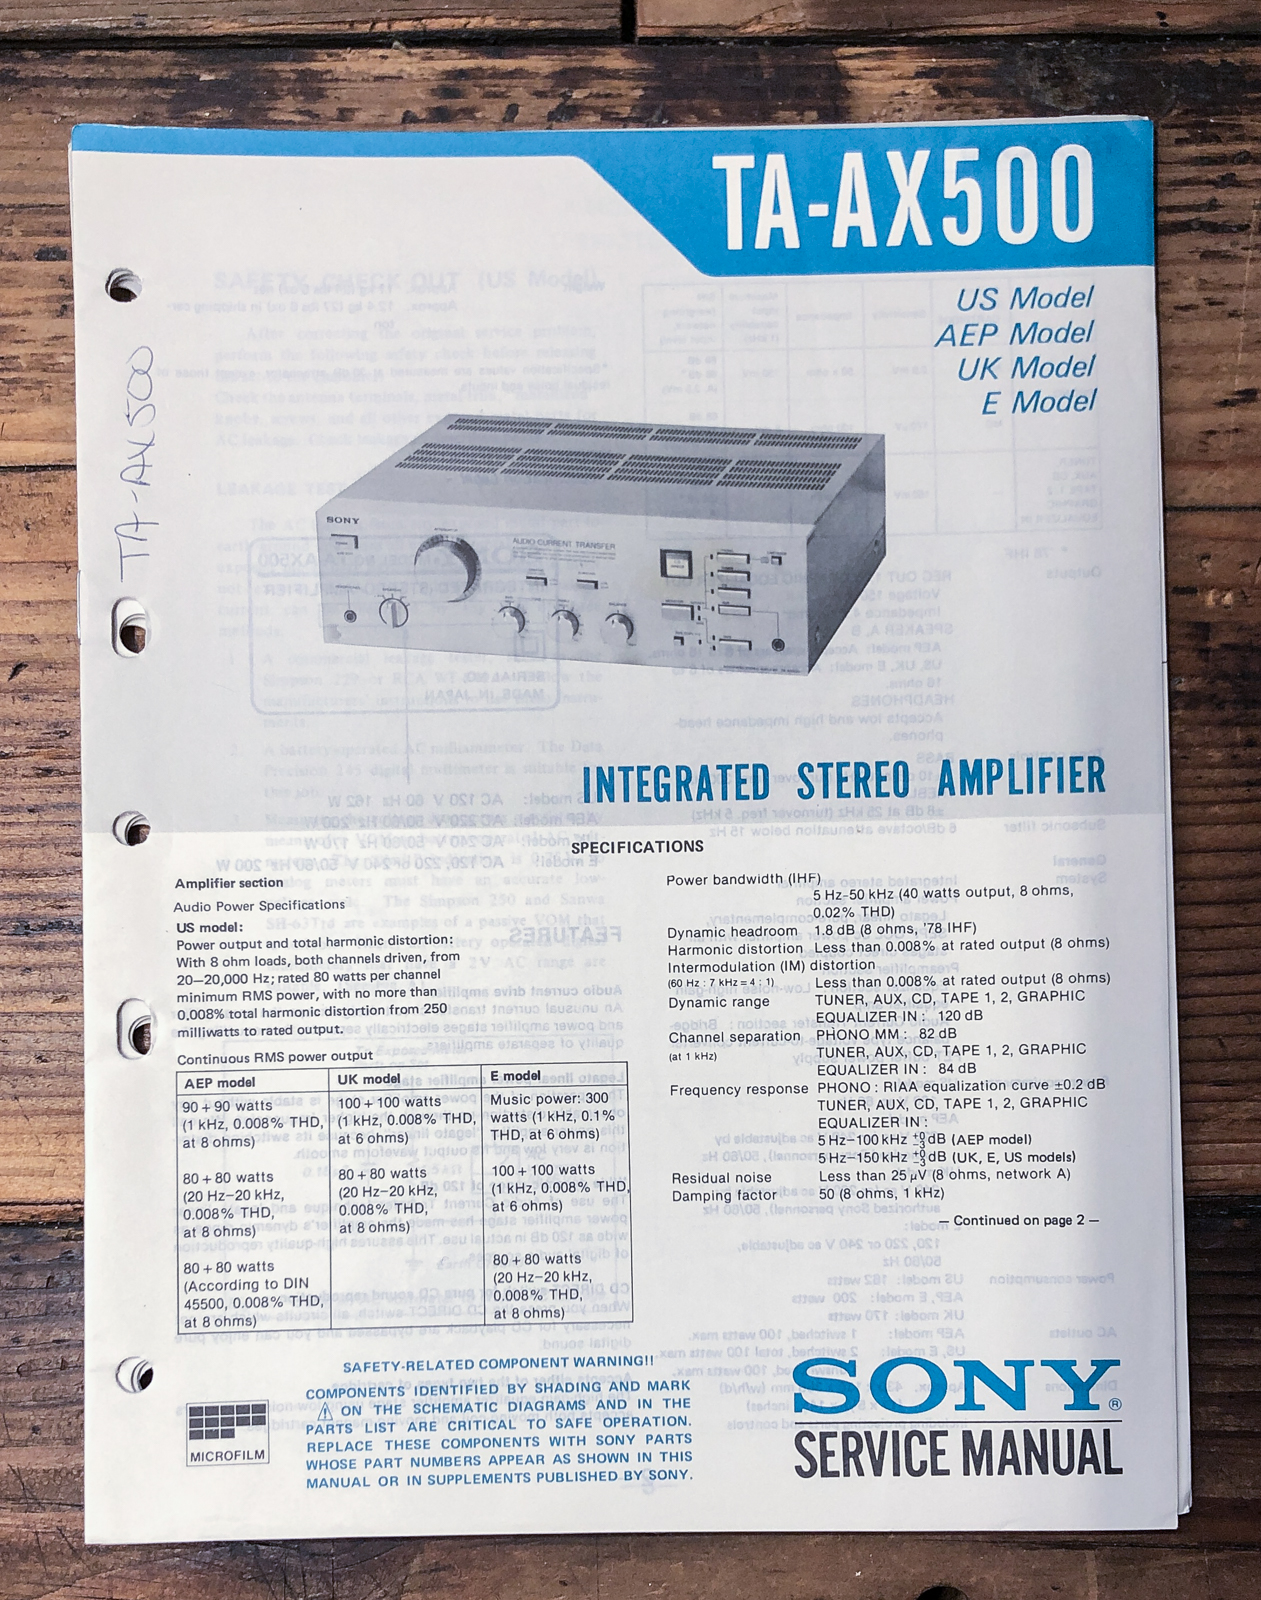 TA-AX500
US Model
AEP Model
UK Model
E Model
TA-AX500
SONY
AUDIO CURRENT TRANSFER
INTEGRATED STEREO AMPLIFIER
SPECIFICATIONS
Amplifier section
Audio Power Specifications
US model:
Power output and total harmonic distortion:
With 8 ohm loads, both channels driven, from
20–20,000 Hz; rated 80 watts per channel
minimum RMS power, with no more than
0.008% total harmonic distortion from 250
milliwatts to rated output.
Continuous RMS power output
AEP model UK model E model
90 + 90 watts
(1 kHz, 0.008% THD,
at 8 ohms)
80 + 80 watts
(20 Hz–20 kHz,
0.008% THD,
at 8 ohms)
80 + 80 watts
(According to DIN
45500, 0.008% THD,
at 8 ohms)
100 + 100 watts
(1 kHz, 0.008% THD,
at 6 ohms)
80 + 80 watts
(20 Hz–20 kHz,
0.008% THD,
at 8 ohms)
Music power: 300
watts (1 kHz, 0.1%
THD, at 6 ohms)
100 + 100 watts
(1 kHz, 0.008% THD,
at 6 ohms)
80 + 80 watts
(20 Hz–20 kHz,
0.008% THD,
at 8 ohms)
Power bandwidth (IHF)
5 Hz–50 kHz (40 watts output, 8 ohms,
0.02% THD)
Dynamic headroom 1.8 dB (8 ohms, '78 IHF)
Harmonic distortion Less than 0.008% at rated output (8 ohms)
Intermodulation (IM) distortion
(60 Hz : 7 kHz = 4 : 1) Less than 0.008% at rated output (8 ohms)
Dynamic range TUNER, AUX, CD, TAPE 1, 2, GRAPHIC
EQUALIZER IN : 120 dB
Channel separation PHONO MM : 82 dB
(at 1 kHz) TUNER, AUX, CD, TAPE 1, 2, GRAPHIC
EQUALIZER IN : 84 dB
Frequency response PHONO : RIAA equalization curve ±0.2 dB
TUNER, AUX, CD, TAPE 1, 2, GRAPHIC
EQUALIZER IN :
5 Hz–100 kHz +0 −3 dB (AEP model)
5 Hz–150 kHz +0 −3 dB (UK, E, US models)
Residual noise Less than 25 μV (8 ohms, network A)
Damping factor 50 (8 ohms, 1 kHz)
— Continued on page 2 —
SAFETY-RELATED COMPONENT WARNING!!
COMPONENTS IDENTIFIED BY SHADING AND MARK
⚠ ON THE SCHEMATIC DIAGRAMS AND IN THE
PARTS LIST ARE CRITICAL TO SAFE OPERATION.
REPLACE THESE COMPONENTS WITH SONY PARTS
WHOSE PART NUMBERS APPEAR AS SHOWN IN THIS
MANUAL OR IN SUPPLEMENTS PUBLISHED BY SONY.
MICROFILM
SONY®
SERVICE MANUAL